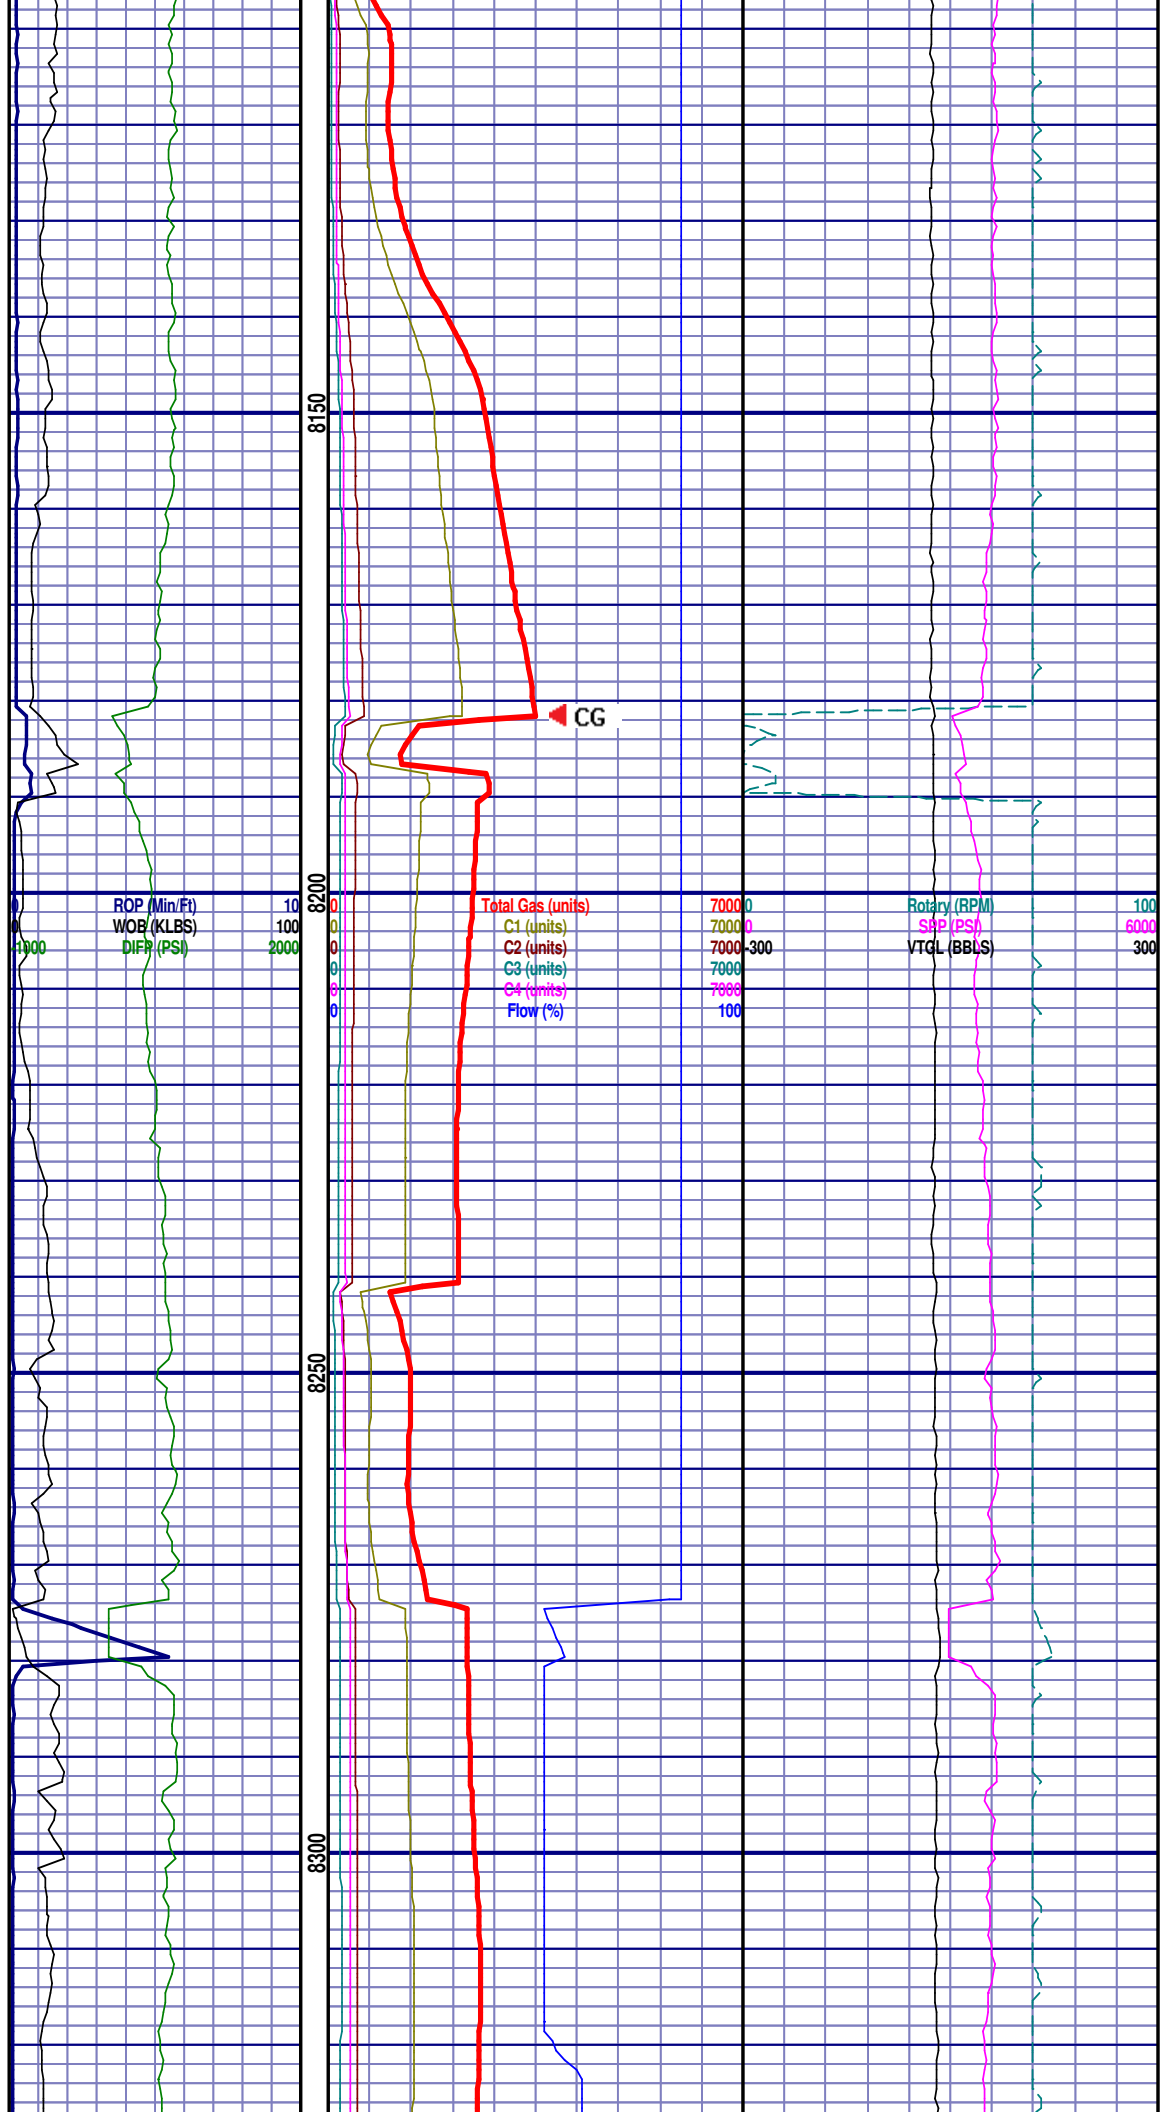 8150
CG
8200
0 ROP (Min/Ft) 10
0 WOB (KLBS) 100
-1000 DIFP (PSI) 2000
0 Total Gas (units) 7000
0 C1 (units) 7000
0 C2 (units) 7000
0 C3 (units) 7000
0 C4 (units) 7000
0 Flow (%) 100
0 Rotary (RPM) 100
0 SPP (PSI) 6000
-300 VTGL (BBLS) 300
8250
8300